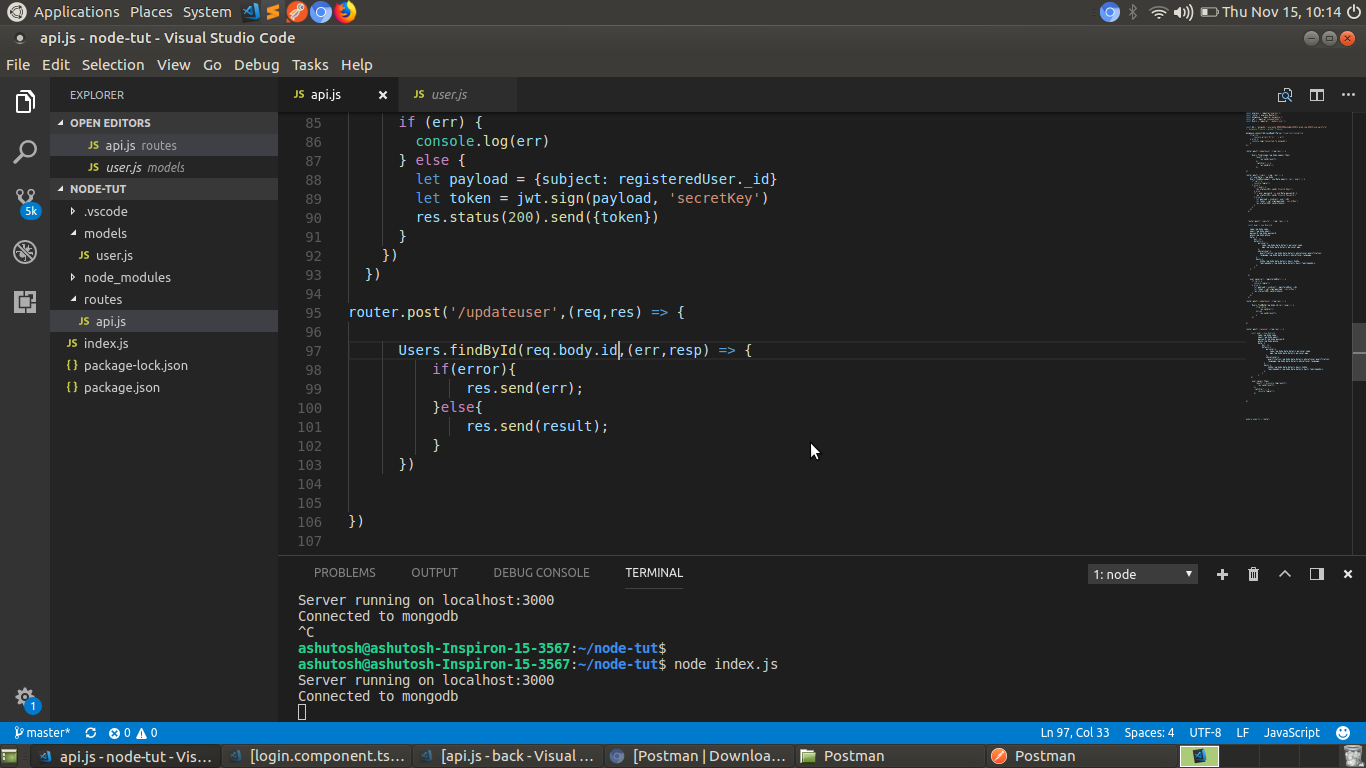 Applications Places System Thu Nov 15, 10:14
api.js - node-tut - Visual Studio Code
File Edit Selection View Go Debug Tasks Help
EXPLORER
OPEN EDITORS
JS api.js routes
JS user.js models
NODE-TUT
.vscode
models
JS user.js
node_modules
routes
JS api.js
JS index.js
{ } package-lock.json
{ } package.json
5k
1
JS api.js JS user.js
85 if (err) {
86 console.log(err)
87 } else {
88 let payload = {subject: registeredUser._id}
89 let token = jwt.sign(payload, 'secretKey')
90 res.status(200).send({token})
91 }
92 })
93 })
94
95 router.post('/updateuser',(req,res) => {
96
97 Users.findById(req.body.id,(err,resp) => {
98 if(error){
99 res.send(err);
100 }else{
101 res.send(result);
102 }
103 })
104
105
106 })
107
PROBLEMS OUTPUT DEBUG CONSOLE TERMINAL 1: node
Server running on localhost:3000
Connected to mongodb
^C
ashutosh@ashutosh-Inspiron-15-3567:~/node-tut$
ashutosh@ashutosh-Inspiron-15-3567:~/node-tut$ node index.js
Server running on localhost:3000
Connected to mongodb
master* 0 0 Ln 97, Col 33 Spaces: 4 UTF-8 LF JavaScript
api.js - node-tut - Vis... [login.component.ts... [api.js - back - Visual ... [Postman | Downloa... Postman Postman